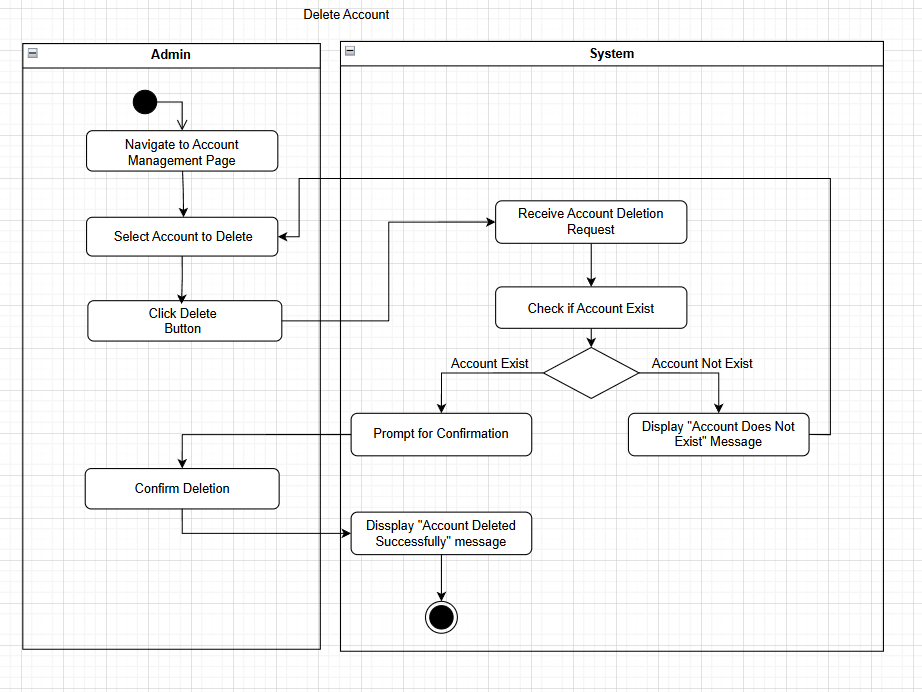 Delete Account
Admin
System
Navigate to Account
Management Page
Select Account to Delete
Click Delete
Button
Receive Account Deletion
Request
Check if Account Exist
Account Exist
Account Not Exist
Prompt for Confirmation
Display "Account Does Not
Exist" Message
Confirm Deletion
Dissplay "Account Deleted
Successfully" message